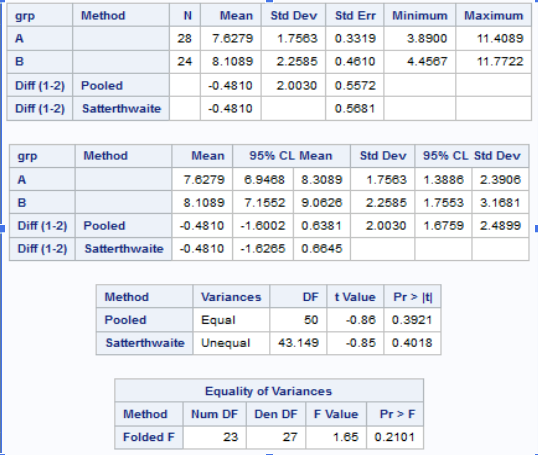 grp Method N Mean Std Dev Std Err Minimum Maximum
A 28 7.6279 1.7563 0.3319 3.8900 11.4089
B 24 8.1089 2.2585 0.4610 4.4567 11.7722
Diff (1-2) Pooled -0.4810 2.0030 0.5572
Diff (1-2) Satterthwaite -0.4810 0.5681
grp Method Mean 95% CL Mean Std Dev 95% CL Std Dev
A 7.6279 6.9468 8.3089 1.7563 1.3886 2.3906
B 8.1089 7.1552 9.0626 2.2585 1.7553 3.1681
Diff (1-2) Pooled -0.4810 -1.6002 0.6381 2.0030 1.6759 2.4899
Diff (1-2) Satterthwaite -0.4810 -1.6265 0.6645
Method Variances DF t Value Pr > |t|
Pooled Equal 50 -0.86 0.3921
Satterthwaite Unequal 43.149 -0.85 0.4018
Equality of Variances
Method Num DF Den DF F Value Pr > F
Folded F 23 27 1.65 0.2101